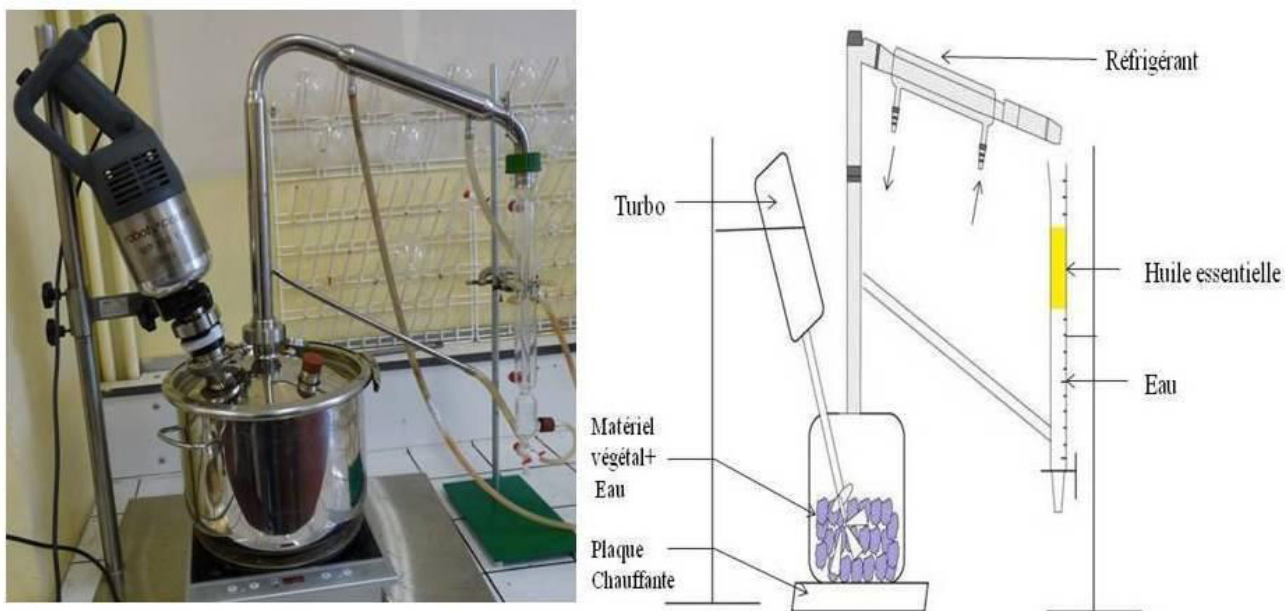 Réfrigérant
Turbo
Huile essentielle
Eau
Matériel
végétal+
Eau
Plaque
Chauffante